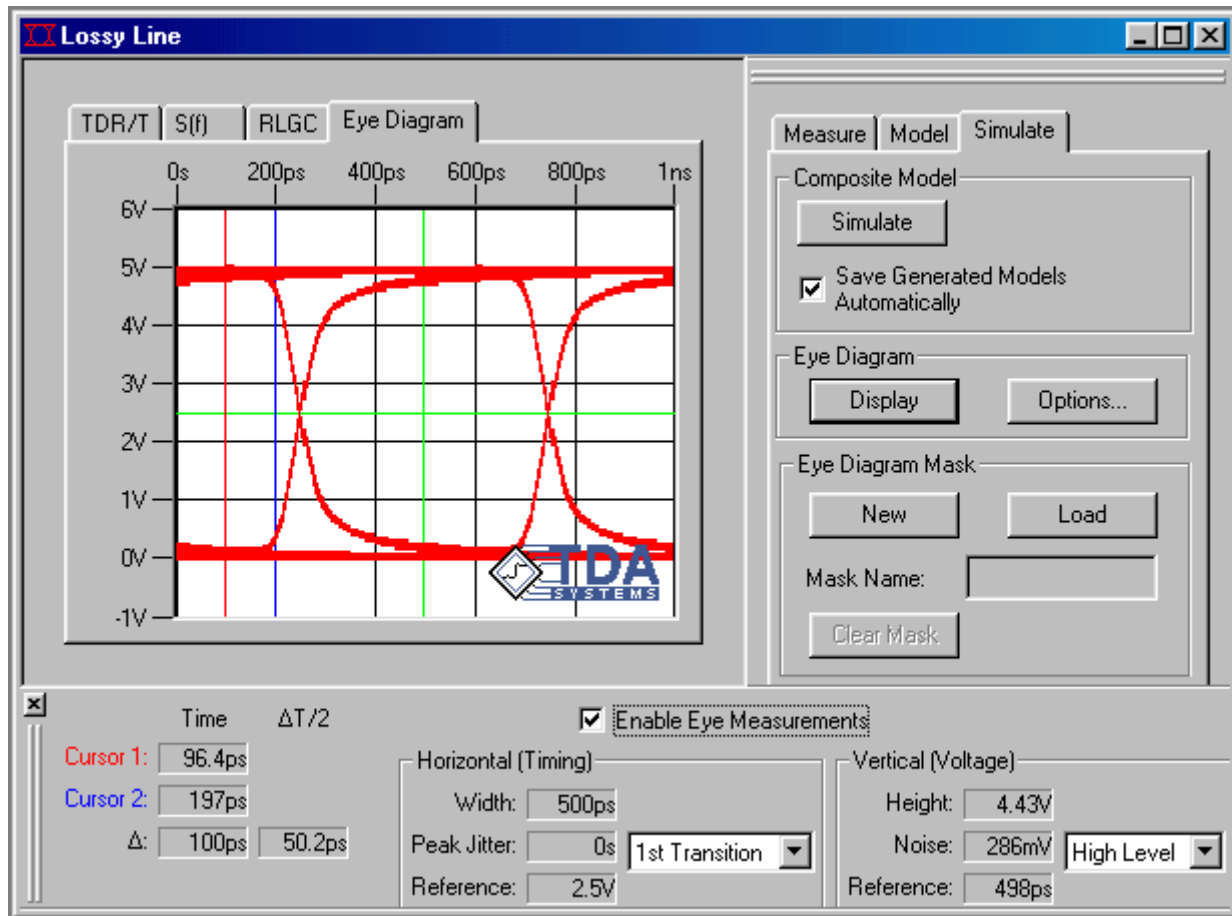 Lossy Line
TDR/T S(f) RLGC Eye Diagram
0s 200ps 400ps 600ps 800ps 1ns
6V
5V
4V
3V
2V
1V
0V
-1V
TDA
SYSTEMS
Measure Model Simulate
Composite Model
Simulate
Save Generated Models
Automatically
Eye Diagram
Display Options...
Eye Diagram Mask
New Load
Mask Name:
Clear Mask
Time ΔT/2
Cursor 1: 96.4ps
Cursor 2: 197ps
Δ: 100ps 50.2ps
Enable Eye Measurements
Horizontal (Timing)
Width: 500ps
Peak Jitter: 0s 1st Transition
Reference: 2.5V
Vertical (Voltage)
Height: 4.43V
Noise: 286mV High Level
Reference: 498ps